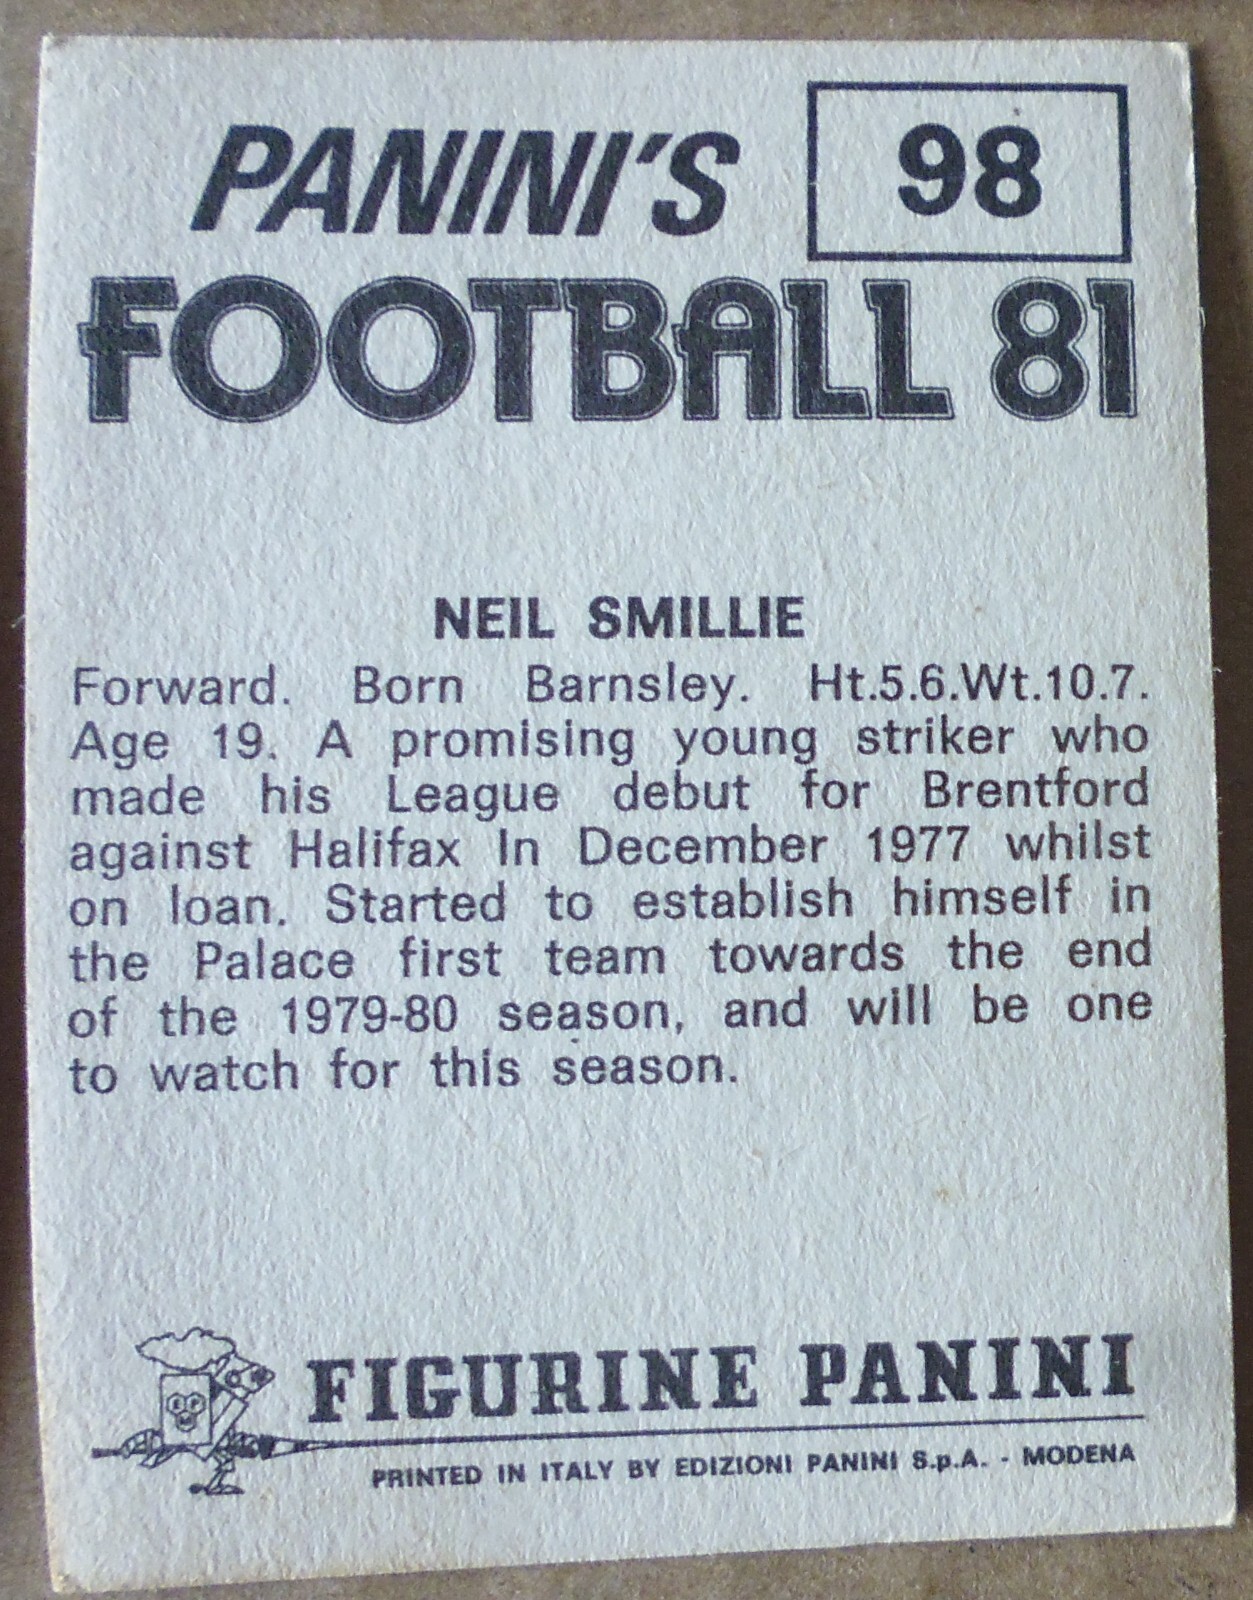 PANINI'S
98
FOOTBALL 81
NEIL SMILLIE
Forward. Born Barnsley. Ht.5.6.Wt.10.7.
Age 19. A promising young striker who
made his League debut for Brentford
against Halifax In December 1977 whilst
on loan. Started to establish himself in
the Palace first team towards the end
of the 1979-80 season, and will be one
to watch for this season.
FIGURINE PANINI
PRINTED IN ITALY BY EDIZIONI PANINI S.p.A. - MODENA